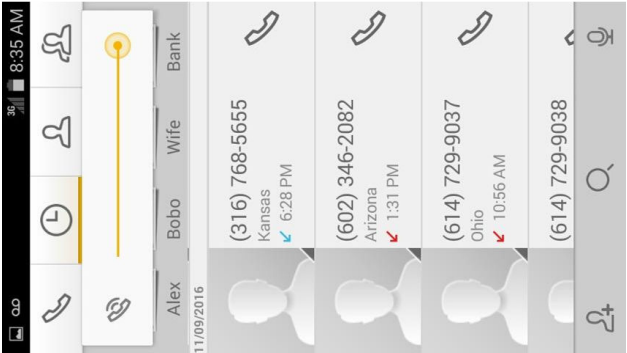 3G 8:35 AM
Alex Bobo Wife Bank
11/09/2016
(316) 768-5655
Kansas
6:28 PM
(602) 346-2082
Arizona
1:31 PM
(614) 729-9037
Ohio
10:56 AM
(614) 729-9038